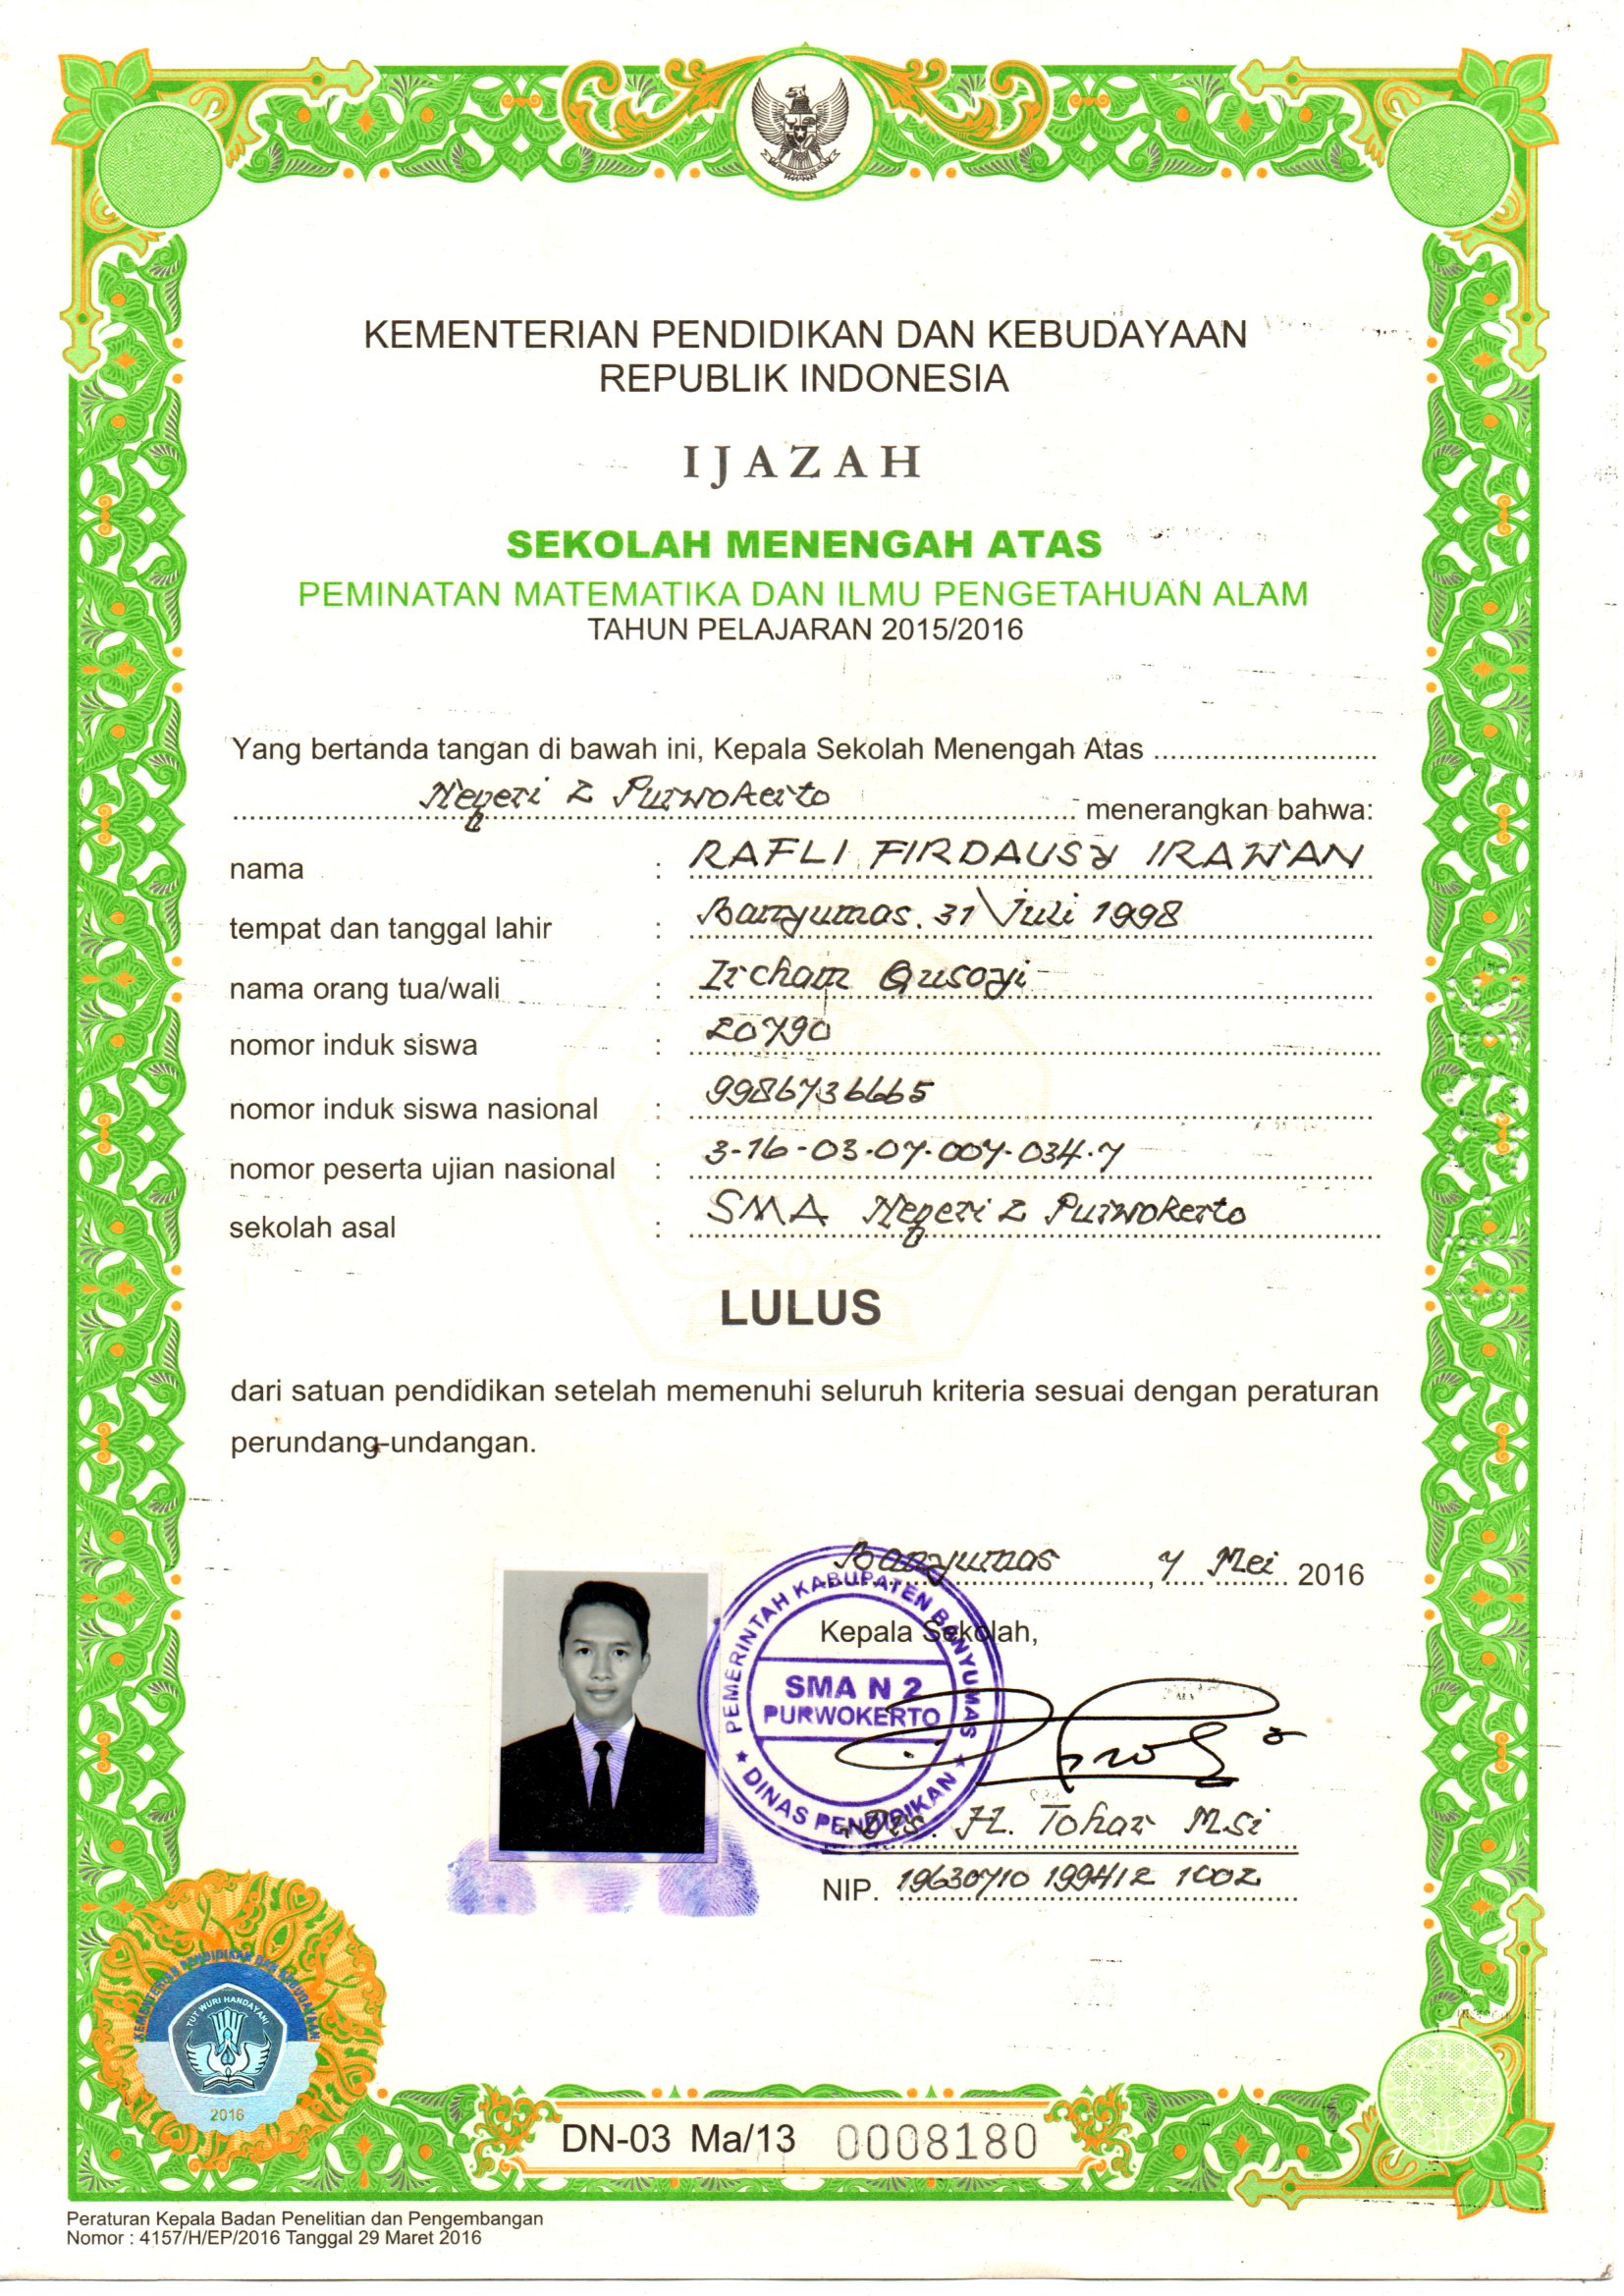 KEMENTERIAN PENDIDIKAN DAN KEBUDAYAAN
REPUBLIK INDONESIA
IJAZAH
SEKOLAH MENENGAH ATAS
PEMINATAN MATEMATIKA DAN ILMU PENGETAHUAN ALAM
TAHUN PELAJARAN 2015/2016
Yang bertanda tangan di bawah ini, Kepala Sekolah Menengah Atas
Negeri 2 Purwokerto menerangkan bahwa:
nama : RAFLI FIRDAUSY IRAWAN
tempat dan tanggal lahir : Banyumas, 31 Juli 1998
nama orang tua/wali : Ircham Qusoyi
nomor induk siswa : 20790
nomor induk siswa nasional : 9986736665
nomor peserta ujian nasional : 3-16-03-07-007-034-7
sekolah asal : SMA Negeri 2 Purwokerto
LULUS
dari satuan pendidikan setelah memenuhi seluruh kriteria sesuai dengan peraturan
perundang-undangan.
Banyumas, 7 Mei 2016
Kepala Sekolah,
PEMERINTAH KABUPATEN BANYUMAS
SMA N 2
PURWOKERTO
DINAS PENDIDIKAN
Drs. H. Tohar MSi
NIP. 19630710 199412 1002
KEMENTERIAN PENDIDIKAN DAN KEBUDAYAAN
TUT WURI HANDAYANI
2016
DN-03 Ma/13 0008180
Peraturan Kepala Badan Penelitian dan Pengembangan
Nomor : 4157/H/EP/2016 Tanggal 29 Maret 2016